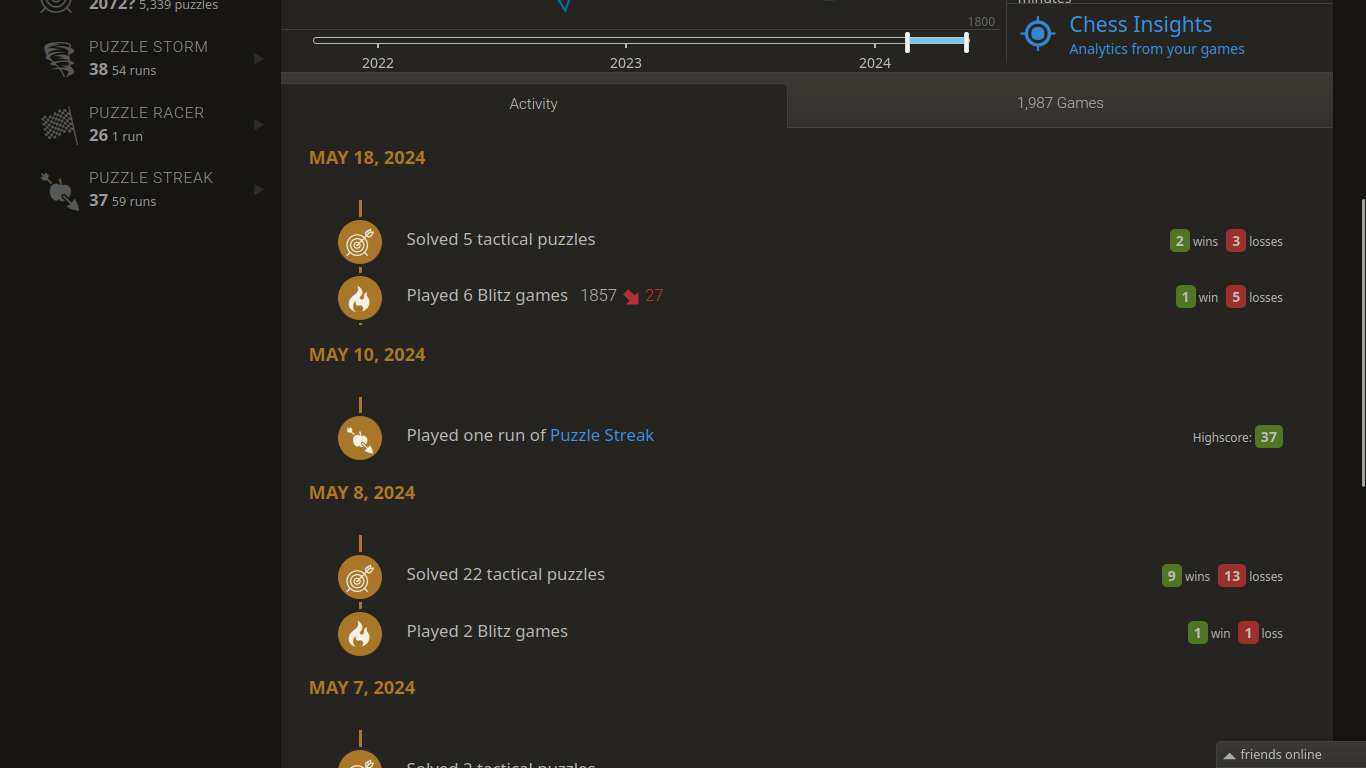 2072? 5,339 puzzles
PUZZLE STORM
38 54 runs
PUZZLE RACER
26 1 run
PUZZLE STREAK
37 59 runs
1800
2022 2023 2024
minutes
Chess Insights
Analytics from your games
Activity
1,987 Games
MAY 18, 2024
Solved 5 tactical puzzles 2 wins 3 losses
Played 6 Blitz games 1857 27 1 win 5 losses
MAY 10, 2024
Played one run of Puzzle Streak Highscore: 37
MAY 8, 2024
Solved 22 tactical puzzles 9 wins 13 losses
Played 2 Blitz games 1 win 1 loss
MAY 7, 2024
Solved 2 tactical puzzles
friends online